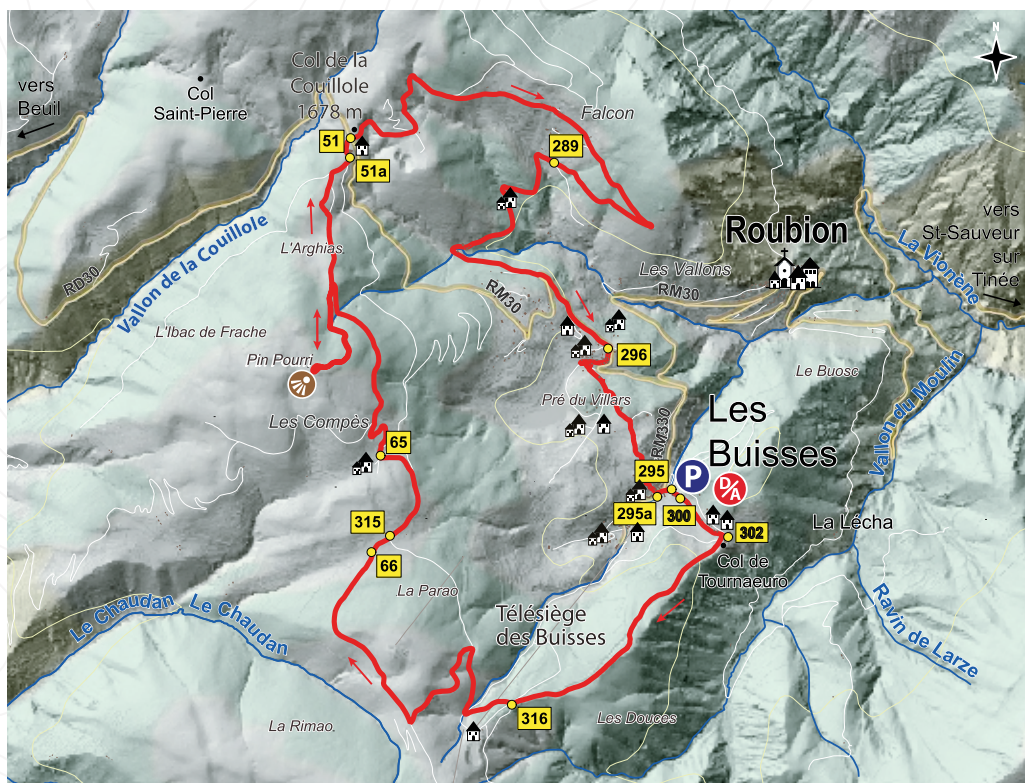 N
vers
Beuil
Col
Saint-Pierre
Col de la
Couillole
1678 m
51
51a
Falcon
289
Roubion
vers
St-Sauveur
sur
Tinée
La Vionène
L'Arghias
Vallon de la Couillole
RD30
Les Vallons
RM30
RM30
L'Ibac de Frache
Pin Pourri
296
Le Buosc
Les Compès
Pré du Villars
Les
Buisses
RM330
Vallon du Moulin
65
295
P
D/A
295a
300
302
La Lécha
315
66
Col de
Tournaeuro
La Parao
Télésiège
des Buisses
Le Chaudan
Le Chaudan
Ravin de Larze
316
La Rimao
Les Douces